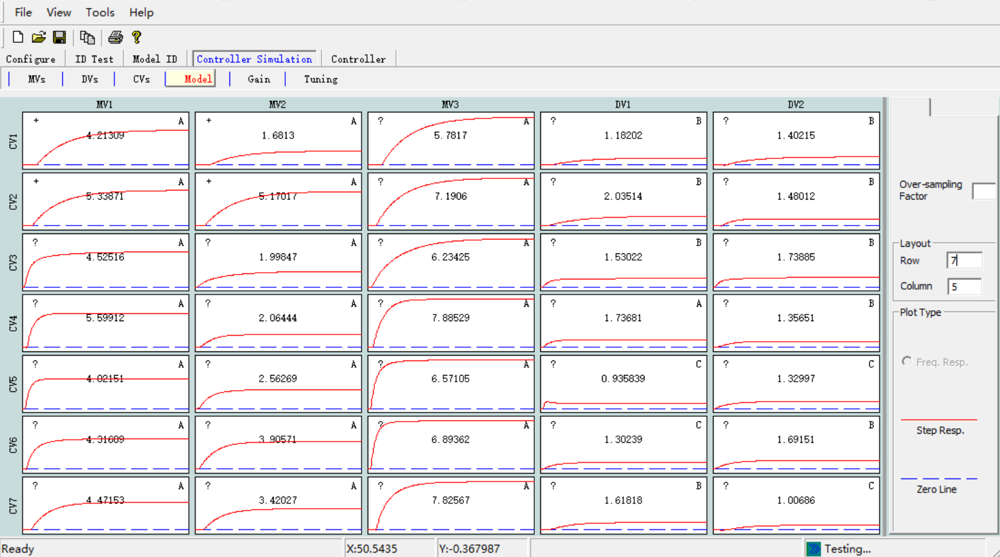 File View Tools Help
Configure ID Test Model ID Controller Simulation Controller
MVs DVs CVs Model Gain Tuning
MV1 MV2 MV3 DV1 DV2
CV1
+ A + A ? A ? B ? B
4.21309 1.6813 5.7817 1.18202 1.40215
CV2
+ A + A ? A ? B ? B
5.33871 5.17017 7.1906 2.03514 1.48012
CV3
? A ? A ? A ? B ? B
4.52516 1.99847 6.23425 1.53022 1.73885
CV4
? A ? A ? A ? A ? B
5.59912 2.06444 7.88529 1.73681 1.35651
CV5
? A ? A ? A ? C ? C
4.02151 2.56269 6.57105 0.935839 1.32997
CV6
? A ? A ? A ? C ? B
4.31609 3.90571 6.89362 1.30239 1.69151
CV7
? A ? A ? A ? B ? C
4.47153 3.42027 7.82567 1.61818 1.00686
Over-sampling
Factor
Layout
Row 7
Column 5
Plot Type
Freq. Resp.
Step Resp.
Zero Line
Ready X:50.5435 Y:-0.367987 Testing...